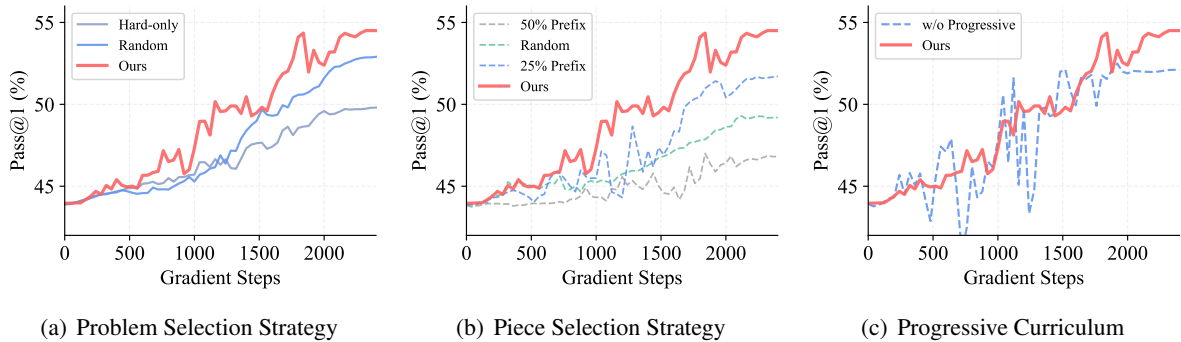 55
50
45
Pass@1 (%)
Hard-only
Random
Ours
0 500 1000 1500 2000
Gradient Steps
(a) Problem Selection Strategy
55
50
45
Pass@1 (%)
50% Prefix
Random
25% Prefix
Ours
0 500 1000 1500 2000
Gradient Steps
(b) Piece Selection Strategy
55
50
45
Pass@1 (%)
w/o Progressive
Ours
0 500 1000 1500 2000
Gradient Steps
(c) Progressive Curriculum